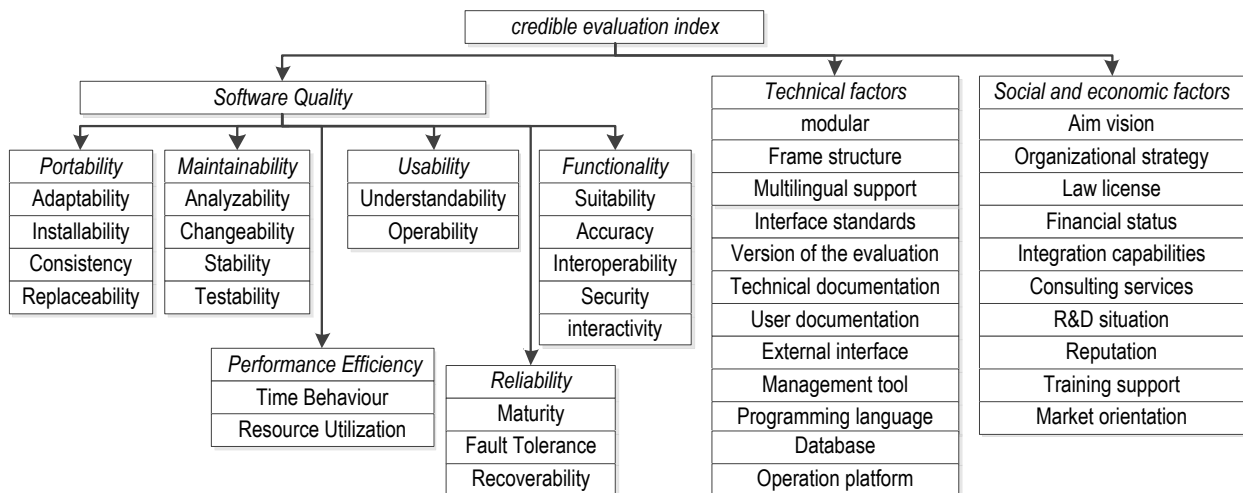 credible evaluation index
Software Quality
Portability
Adaptability
Installability
Consistency
Replaceability
Maintainability
Analyzability
Changeability
Stability
Testability
Usability
Understandability
Operability
Functionality
Suitability
Accuracy
Interoperability
Security
interactivity
Performance Efficiency
Time Behaviour
Resource Utilization
Reliability
Maturity
Fault Tolerance
Recoverability
Technical factors
modular
Frame structure
Multilingual support
Interface standards
Version of the evaluation
Technical documentation
User documentation
External interface
Management tool
Programming language
Database
Operation platform
Social and economic factors
Aim vision
Organizational strategy
Law license
Financial status
Integration capabilities
Consulting services
R&D situation
Reputation
Training support
Market orientation